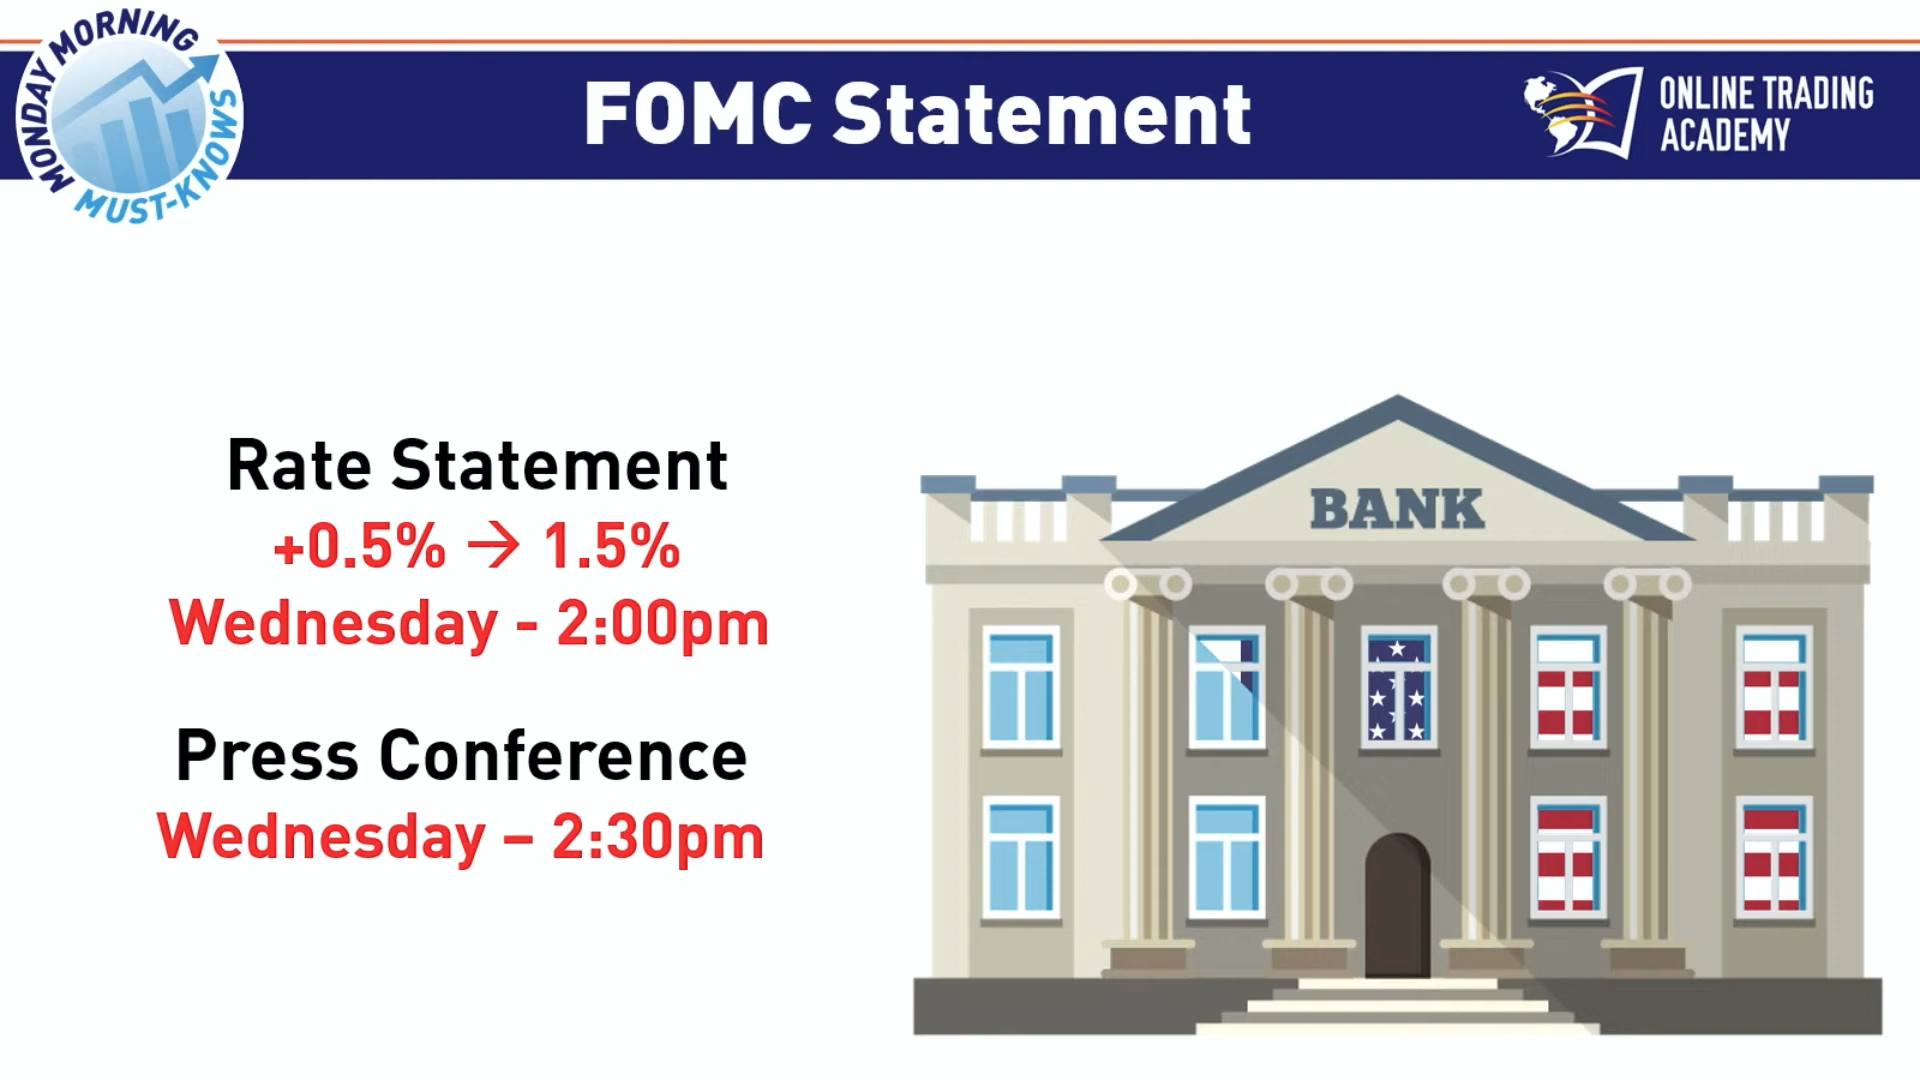 MONDAY MORNING
MUST-KNOWS
FOMC Statement
ONLINE TRADING
ACADEMY
Rate Statement
+0.5% → 1.5%
Wednesday - 2:00pm
Press Conference
Wednesday – 2:30pm
BANK